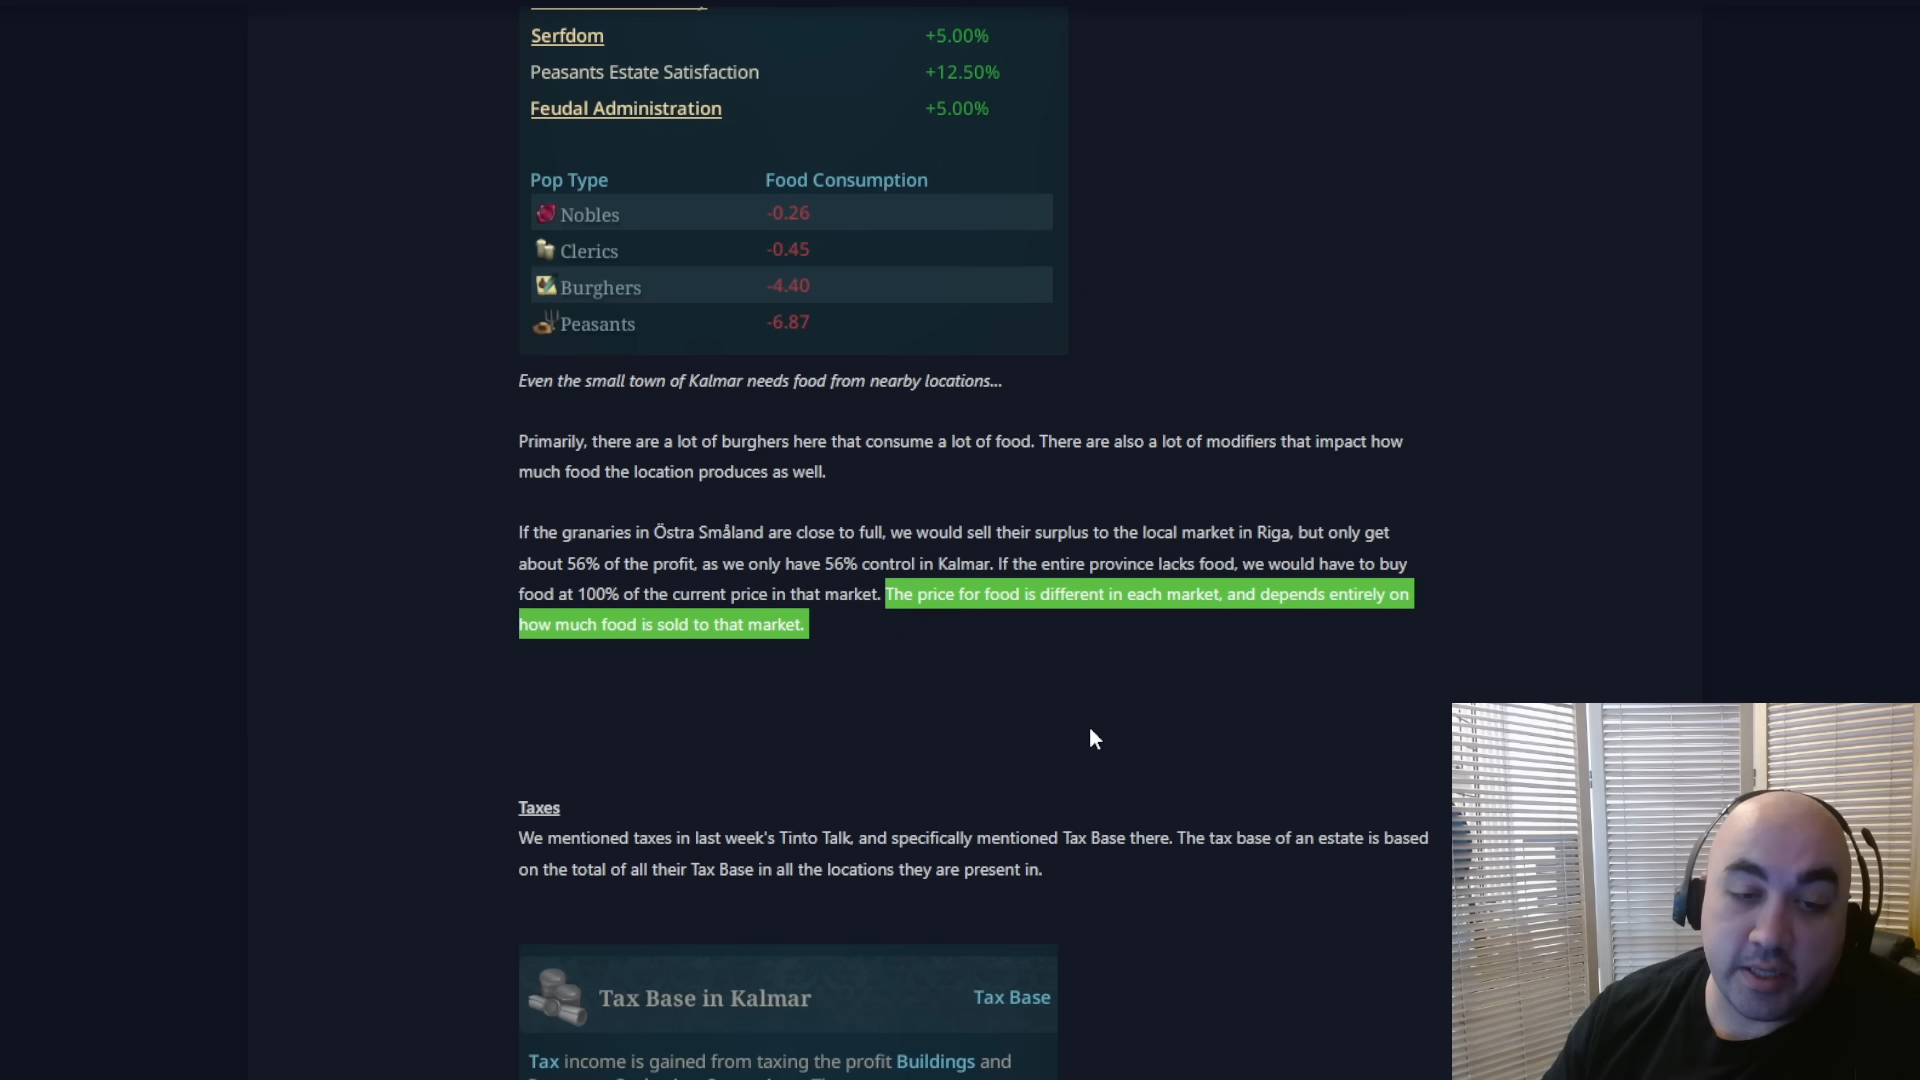 Serfdom +5.00%
Peasants Estate Satisfaction +12.50%
Feudal Administration +5.00%
Pop Type Food Consumption
Nobles -0.26
Clerics -0.45
Burghers -4.40
Peasants -6.87
Even the small town of Kalmar needs food from nearby locations...
Primarily, there are a lot of burghers here that consume a lot of food. There are also a lot of modifiers that impact how
much food the location produces as well.
If the granaries in Östra Småland are close to full, we would sell their surplus to the local market in Riga, but only get
about 56% of the profit, as we only have 56% control in Kalmar. If the entire province lacks food, we would have to buy
food at 100% of the current price in that market. The price for food is different in each market, and depends entirely on
how much food is sold to that market.
Taxes
We mentioned taxes in last week's Tinto Talk, and specifically mentioned Tax Base there. The tax base of an estate is based
on the total of all their Tax Base in all the locations they are present in.
Tax Base in Kalmar Tax Base
Tax income is gained from taxing the profit Buildings and